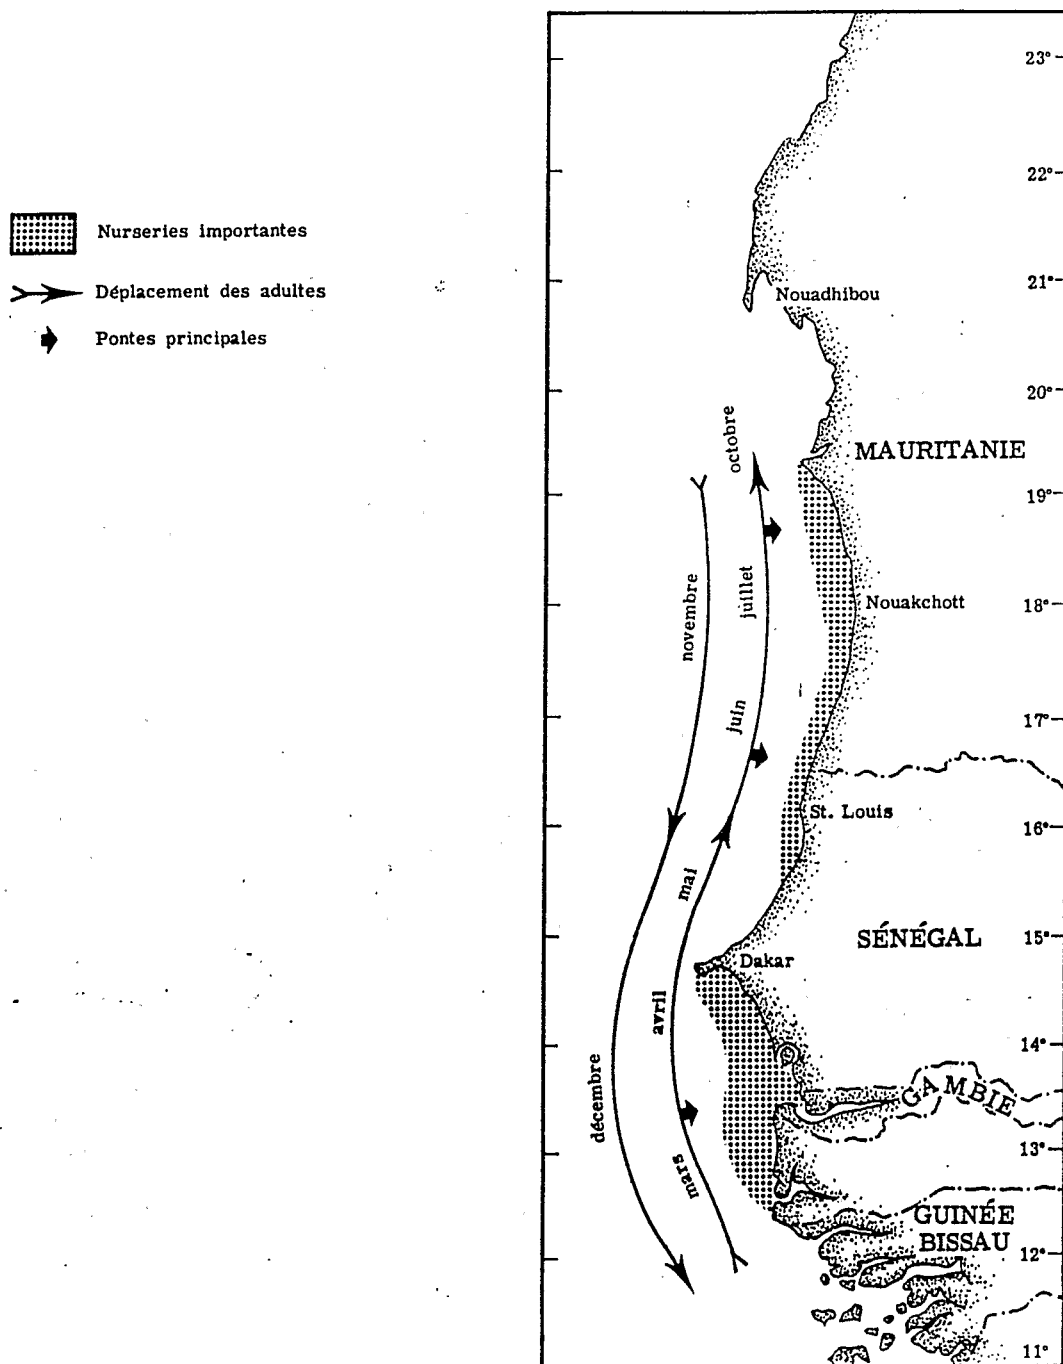 Nurseries importantes
Déplacement des adultes
Pontes principales
23°
22°
21°
Nouadhibou
20°
octobre
MAURITANIE
19°
juillet
novembre
Nouakchott
18°
juin
17°
St. Louis
16°
mai
SÉNÉGAL
15°
Dakar
avril
14°
décembre
GAMBIE
13°
mars
GUINÉE
BISSAU
12°
11°